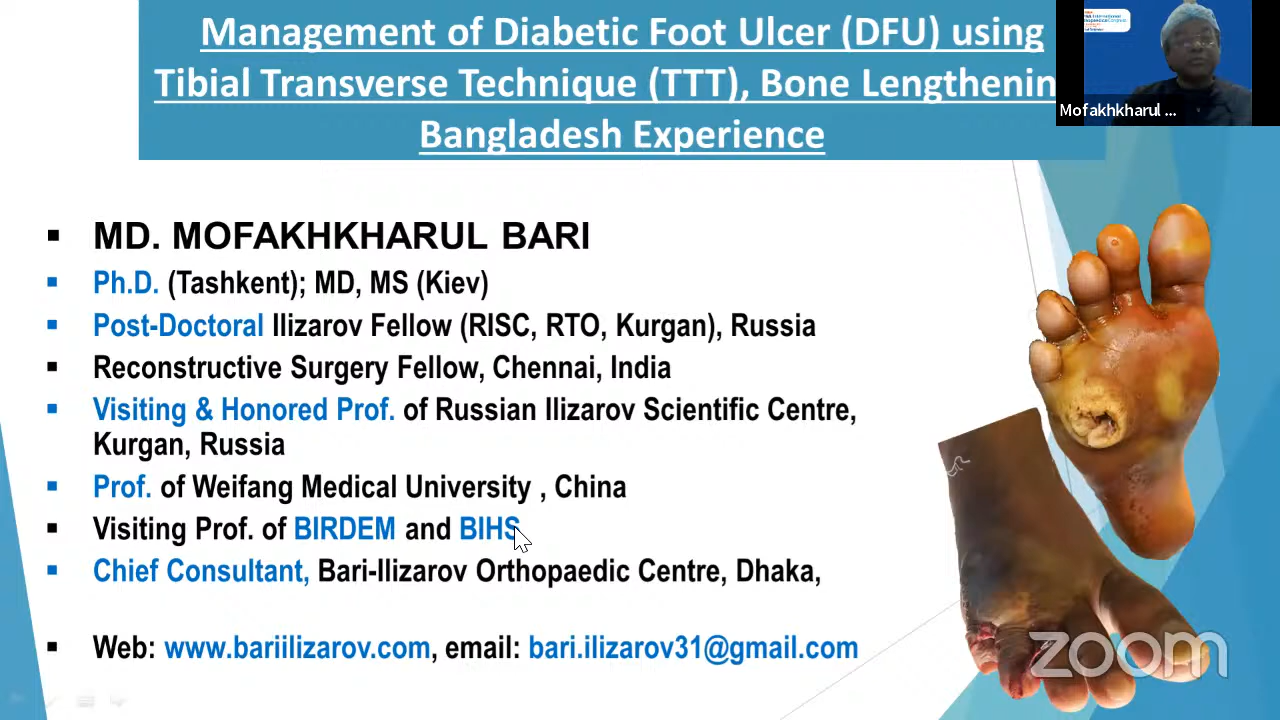 Management of Diabetic Foot Ulcer (DFU) using
Tibial Transverse Technique (TTT), Bone Lengthenin
Bangladesh Experience
Mofakhkharul ...
▪ MD. MOFAKHKHARUL BARI
▪ Ph.D. (Tashkent); MD, MS (Kiev)
▪ Post-Doctoral Ilizarov Fellow (RISC, RTO, Kurgan), Russia
▪ Reconstructive Surgery Fellow, Chennai, India
▪ Visiting & Honored Prof. of Russian Ilizarov Scientific Centre,
Kurgan, Russia
▪ Prof. of Weifang Medical University , China
▪ Visiting Prof. of BIRDEM and BIHS
▪ Chief Consultant, Bari-Ilizarov Orthopaedic Centre, Dhaka,
▪ Web: www.bariilizarov.com, email: bari.ilizarov31@gmail.com
zoom